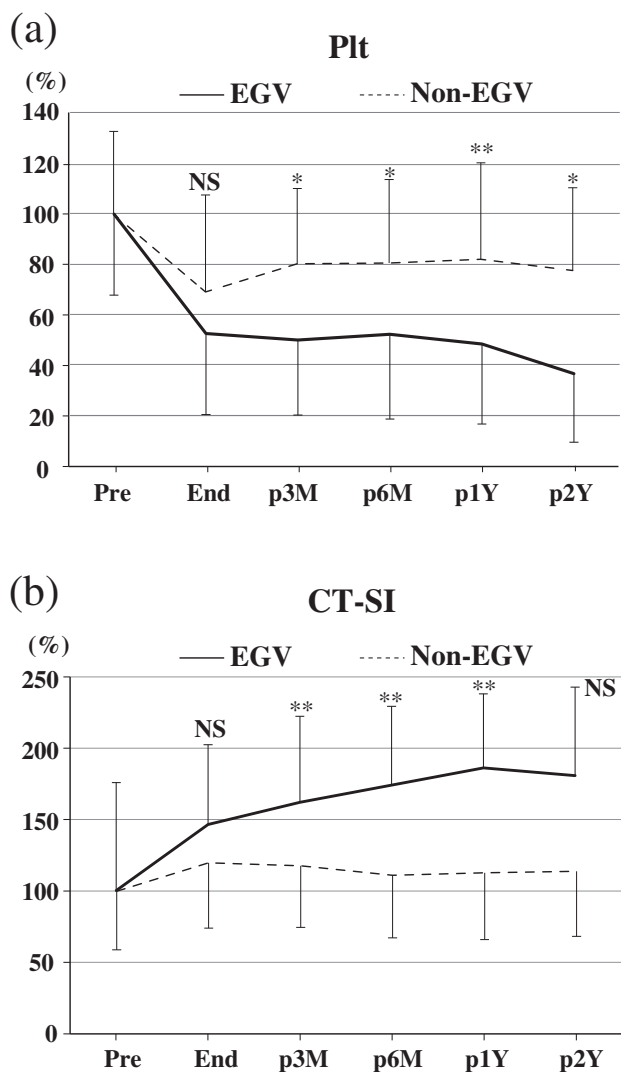 (a)
Plt
(%)
EGV Non-EGV
140
120
100
80
60
40
20
0
NS * * ** *
Pre End p3M p6M p1Y p2Y
(b)
CT-SI
(%)
EGV Non-EGV
250
200
150
100
50
0
NS ** ** ** NS
Pre End p3M p6M p1Y p2Y